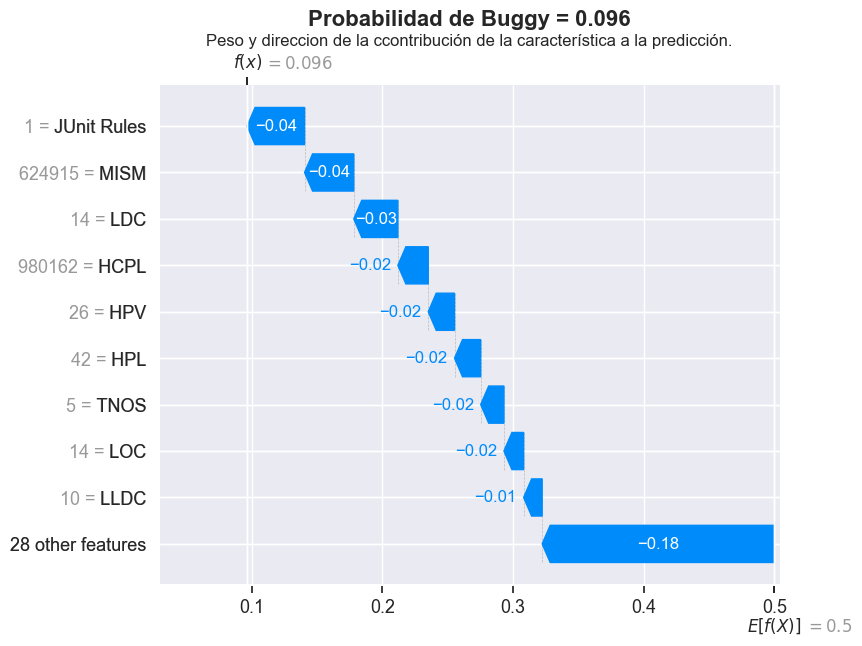 Probabilidad de Buggy = 0.096
Peso y direccion de la ccontribución de la característica a la predicción.
f(x) = 0.096
1 = JUnit Rules −0.04
624915 = MISM −0.04
14 = LDC −0.03
980162 = HCPL −0.02
26 = HPV −0.02
42 = HPL −0.02
5 = TNOS −0.02
14 = LOC −0.02
10 = LLDC −0.01
28 other features −0.18
0.1 0.2 0.3 0.4 0.5
E[f(X)] = 0.5